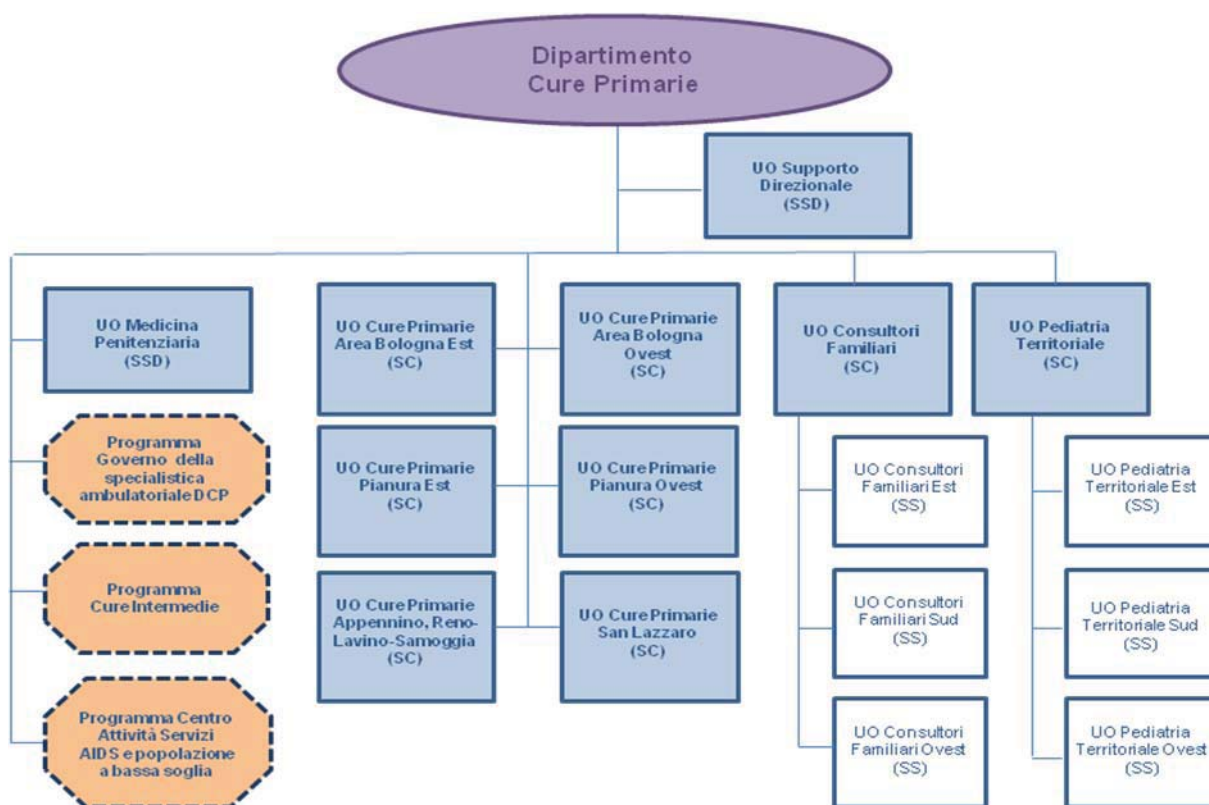 Dipartimento
Cure Primarie
UO Supporto
Direzionale
(SSD)
UO Medicina
Penitenziaria
(SSD)
Programma
Governo della
specialistica
ambulatoriale DCP
Programma
Cure Intermedie
Programma Centro
Attività Servizi
AIDS e popolazione
a bassa soglia
UO Cure Primarie
Area Bologna Est
(SC)
UO Cure Primarie
Area Bologna
Ovest
(SC)
UO Cure Primarie
Pianura Est
(SC)
UO Cure Primarie
Pianura Ovest
(SC)
UO Cure Primarie
Appennino, Reno-
Lavino-Samoggia
(SC)
UO Cure Primarie
San Lazzaro
(SC)
UO Consultori
Familiari
(SC)
UO Consultori
Familiari Est
(SS)
UO Consultori
Familiari Sud
(SS)
UO Consultori
Familiari Ovest
(SS)
UO Pediatria
Territoriale
(SC)
UO Pediatria
Territoriale Est
(SS)
UO Pediatria
Territoriale Sud
(SS)
UO Pediatria
Territoriale Ovest
(SS)